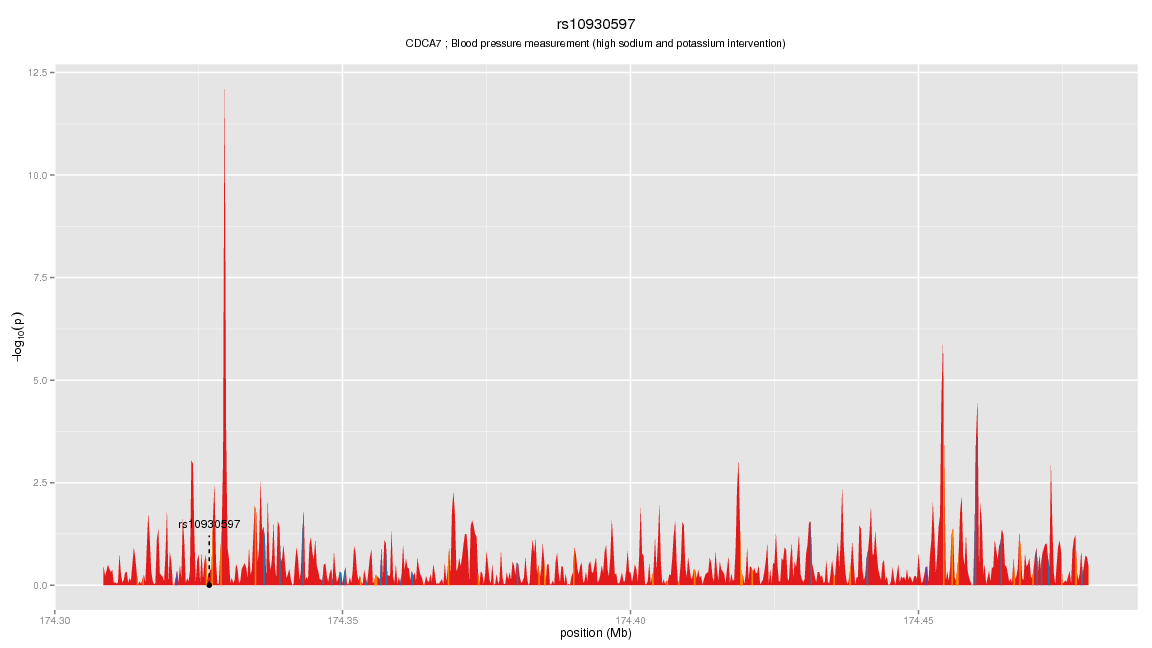 rs10930597
CDCA7 ; Blood pressure measurement (high sodium and potassium intervention)
12.5
10.0
7.5
5.0
2.5
0.0
−log10(p)
rs10930597
174.30
174.35
174.40
174.45
position (Mb)